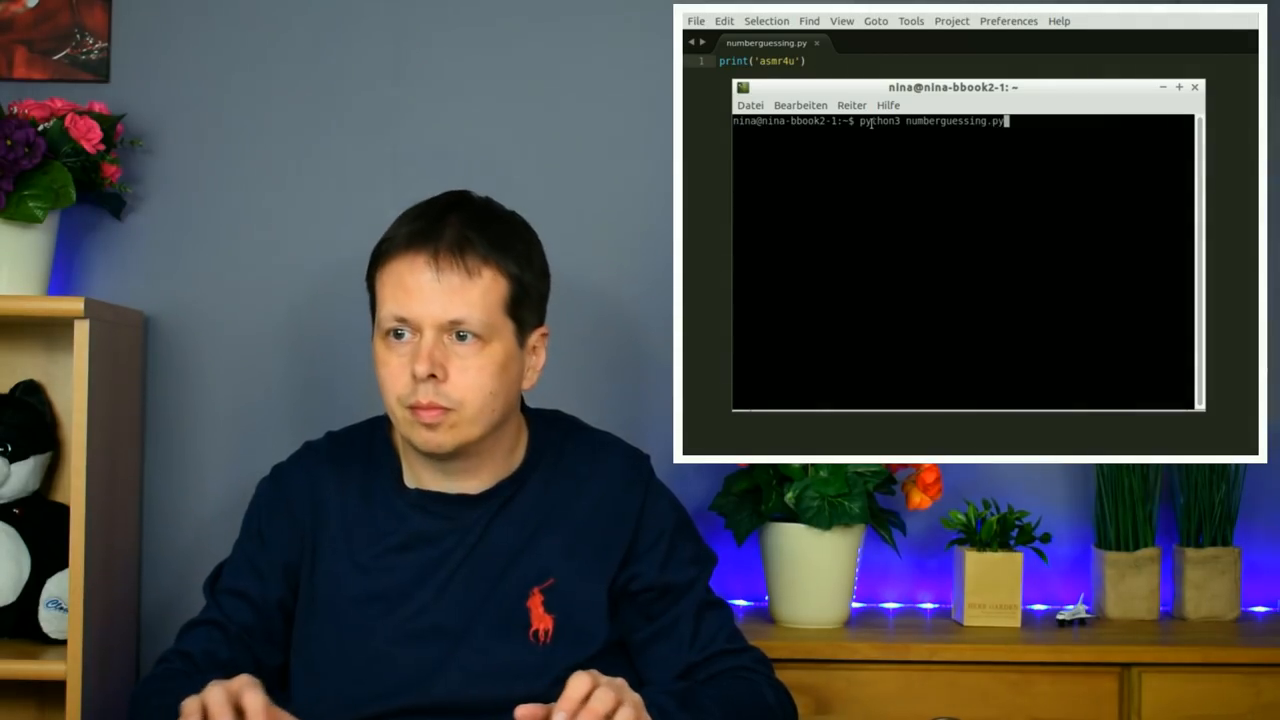 File Edit Selection Find View Goto Tools Project Preferences Help
numberguessing.py ×
1 print('asmr4u')
nina@nina-bbook2-1: ~
Datei Bearbeiten Reiter Hilfe
nina@nina-bbook2-1:~$ python3 numberguessing.py
HERB GARDEN